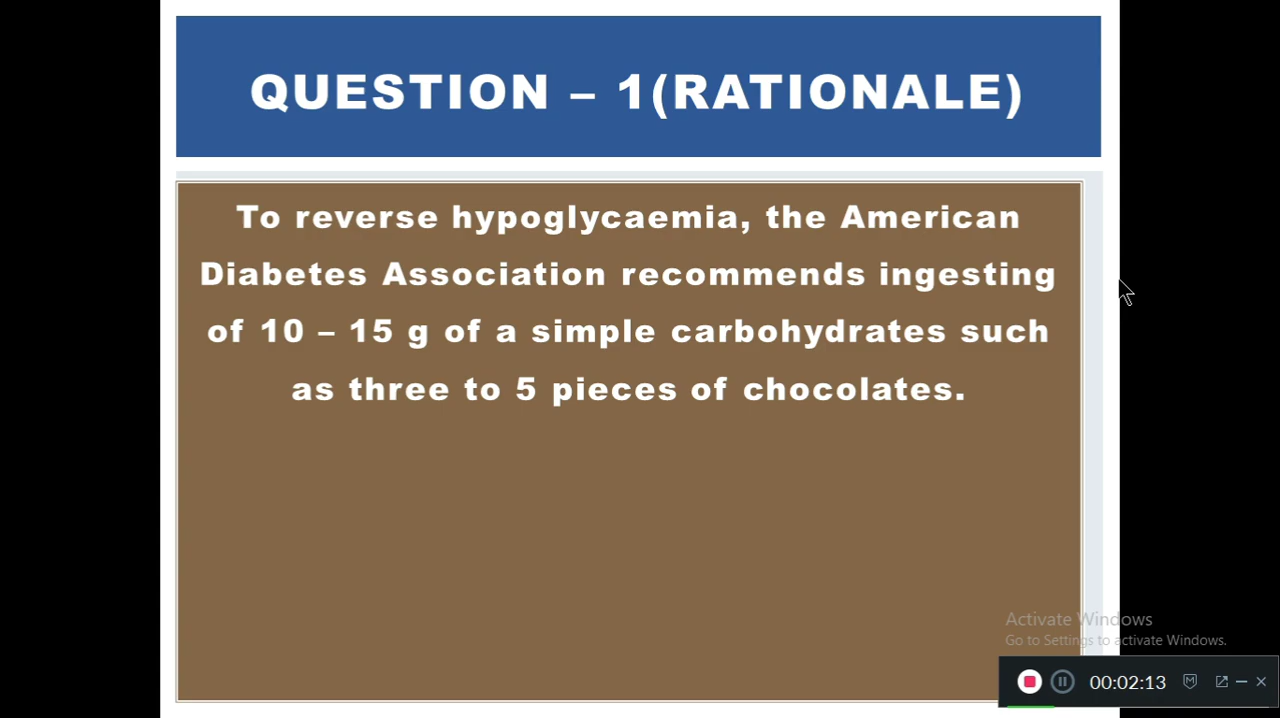 QUESTION – 1(RATIONALE)
To reverse hypoglycaemia, the American
Diabetes Association recommends ingesting
of 10 – 15 g of a simple carbohydrates such
as three to 5 pieces of chocolates.
Activate Windows
Go to Settings to activate Windows.
00:02:13